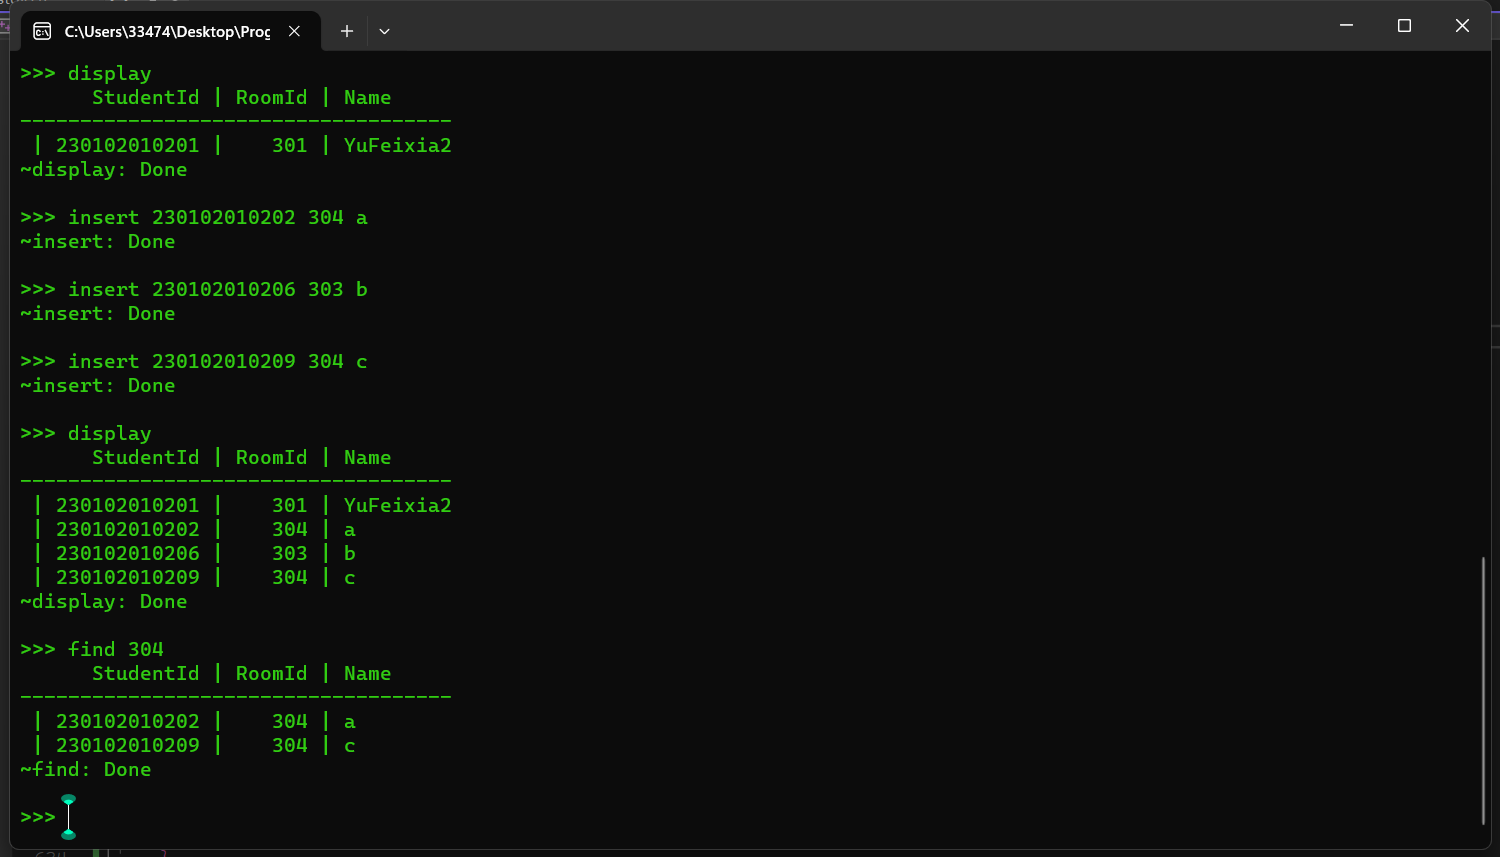 C:\Users\33474\Desktop\Prog
>>> display
      StudentId | RoomId | Name
------------------------------------
 | 230102010201 |    301 | YuFeixia2
~display: Done
>>> insert 230102010202 304 a
~insert: Done
>>> insert 230102010206 303 b
~insert: Done
>>> insert 230102010209 304 c
~insert: Done
>>> display
      StudentId | RoomId | Name
------------------------------------
 | 230102010201 |    301 | YuFeixia2
 | 230102010202 |    304 | a
 | 230102010206 |    303 | b
 | 230102010209 |    304 | c
~display: Done
>>> find 304
      StudentId | RoomId | Name
------------------------------------
 | 230102010202 |    304 | a
 | 230102010209 |    304 | c
~find: Done
>>>